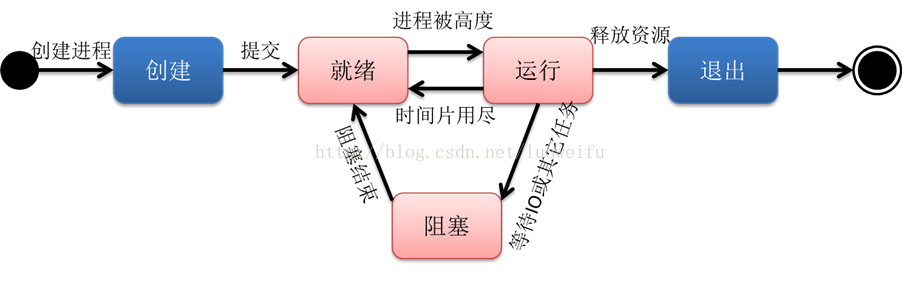 进程被高度
创建进程
提交
释放资源
创建
就绪
运行
退出
时间片用尽
http://blog.csdn.net/luoweifu
阻塞结束
等待IO或其它任务
阻塞